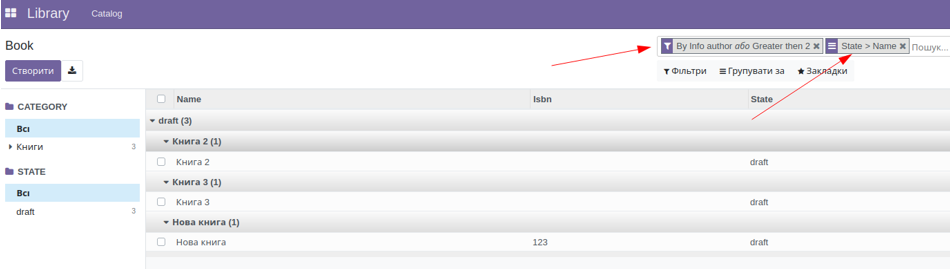 Library Catalog
Book
By Info author або Greater then 2 State > Name Пошук...
Створити
Фільтри Групувати за Закладки
CATEGORY
Всі
Книги 3
STATE
Всі
draft 3
Name Isbn State
draft (3)
Книга 2 (1)
Книга 2 draft
Книга 3 (1)
Книга 3 draft
Нова книга (1)
Нова книга 123 draft